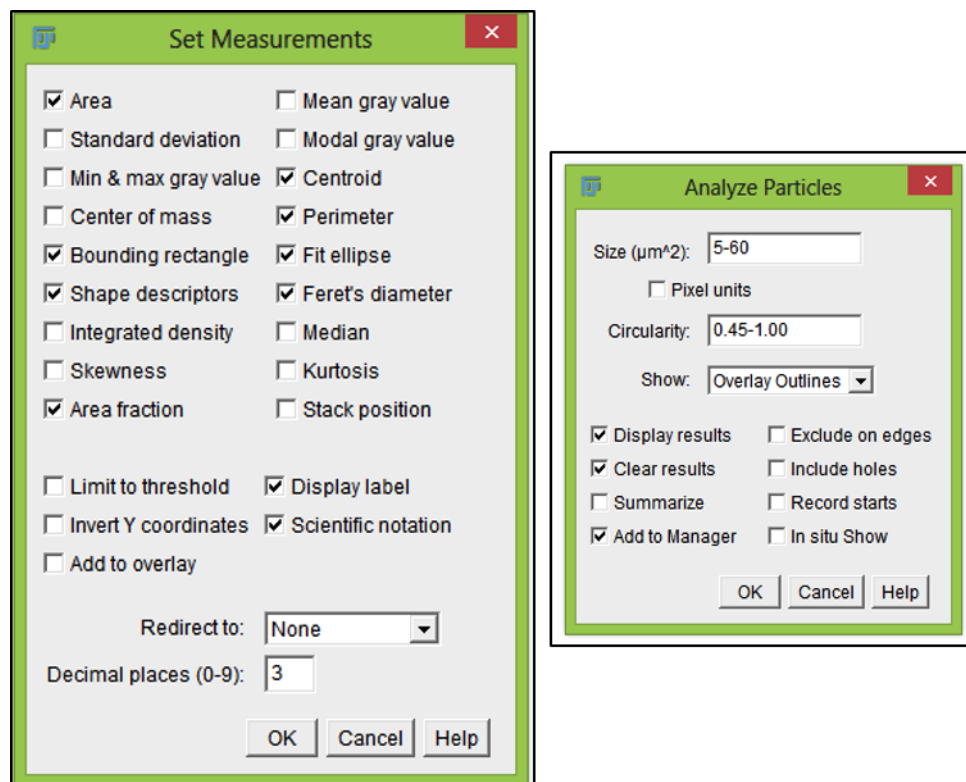 Set Measurements
Area
Mean gray value
Standard deviation
Modal gray value
Min & max gray value
Centroid
Center of mass
Perimeter
Bounding rectangle
Fit ellipse
Shape descriptors
Feret's diameter
Integrated density
Median
Skewness
Kurtosis
Area fraction
Stack position
Limit to threshold
Display label
Invert Y coordinates
Scientific notation
Add to overlay
Redirect to: None
Decimal places (0-9): 3
OK Cancel Help
Analyze Particles
Size (µm^2): 5-60
Pixel units
Circularity: 0.45-1.00
Show: Overlay Outlines
Display results
Exclude on edges
Clear results
Include holes
Summarize
Record starts
Add to Manager
In situ Show
OK Cancel Help